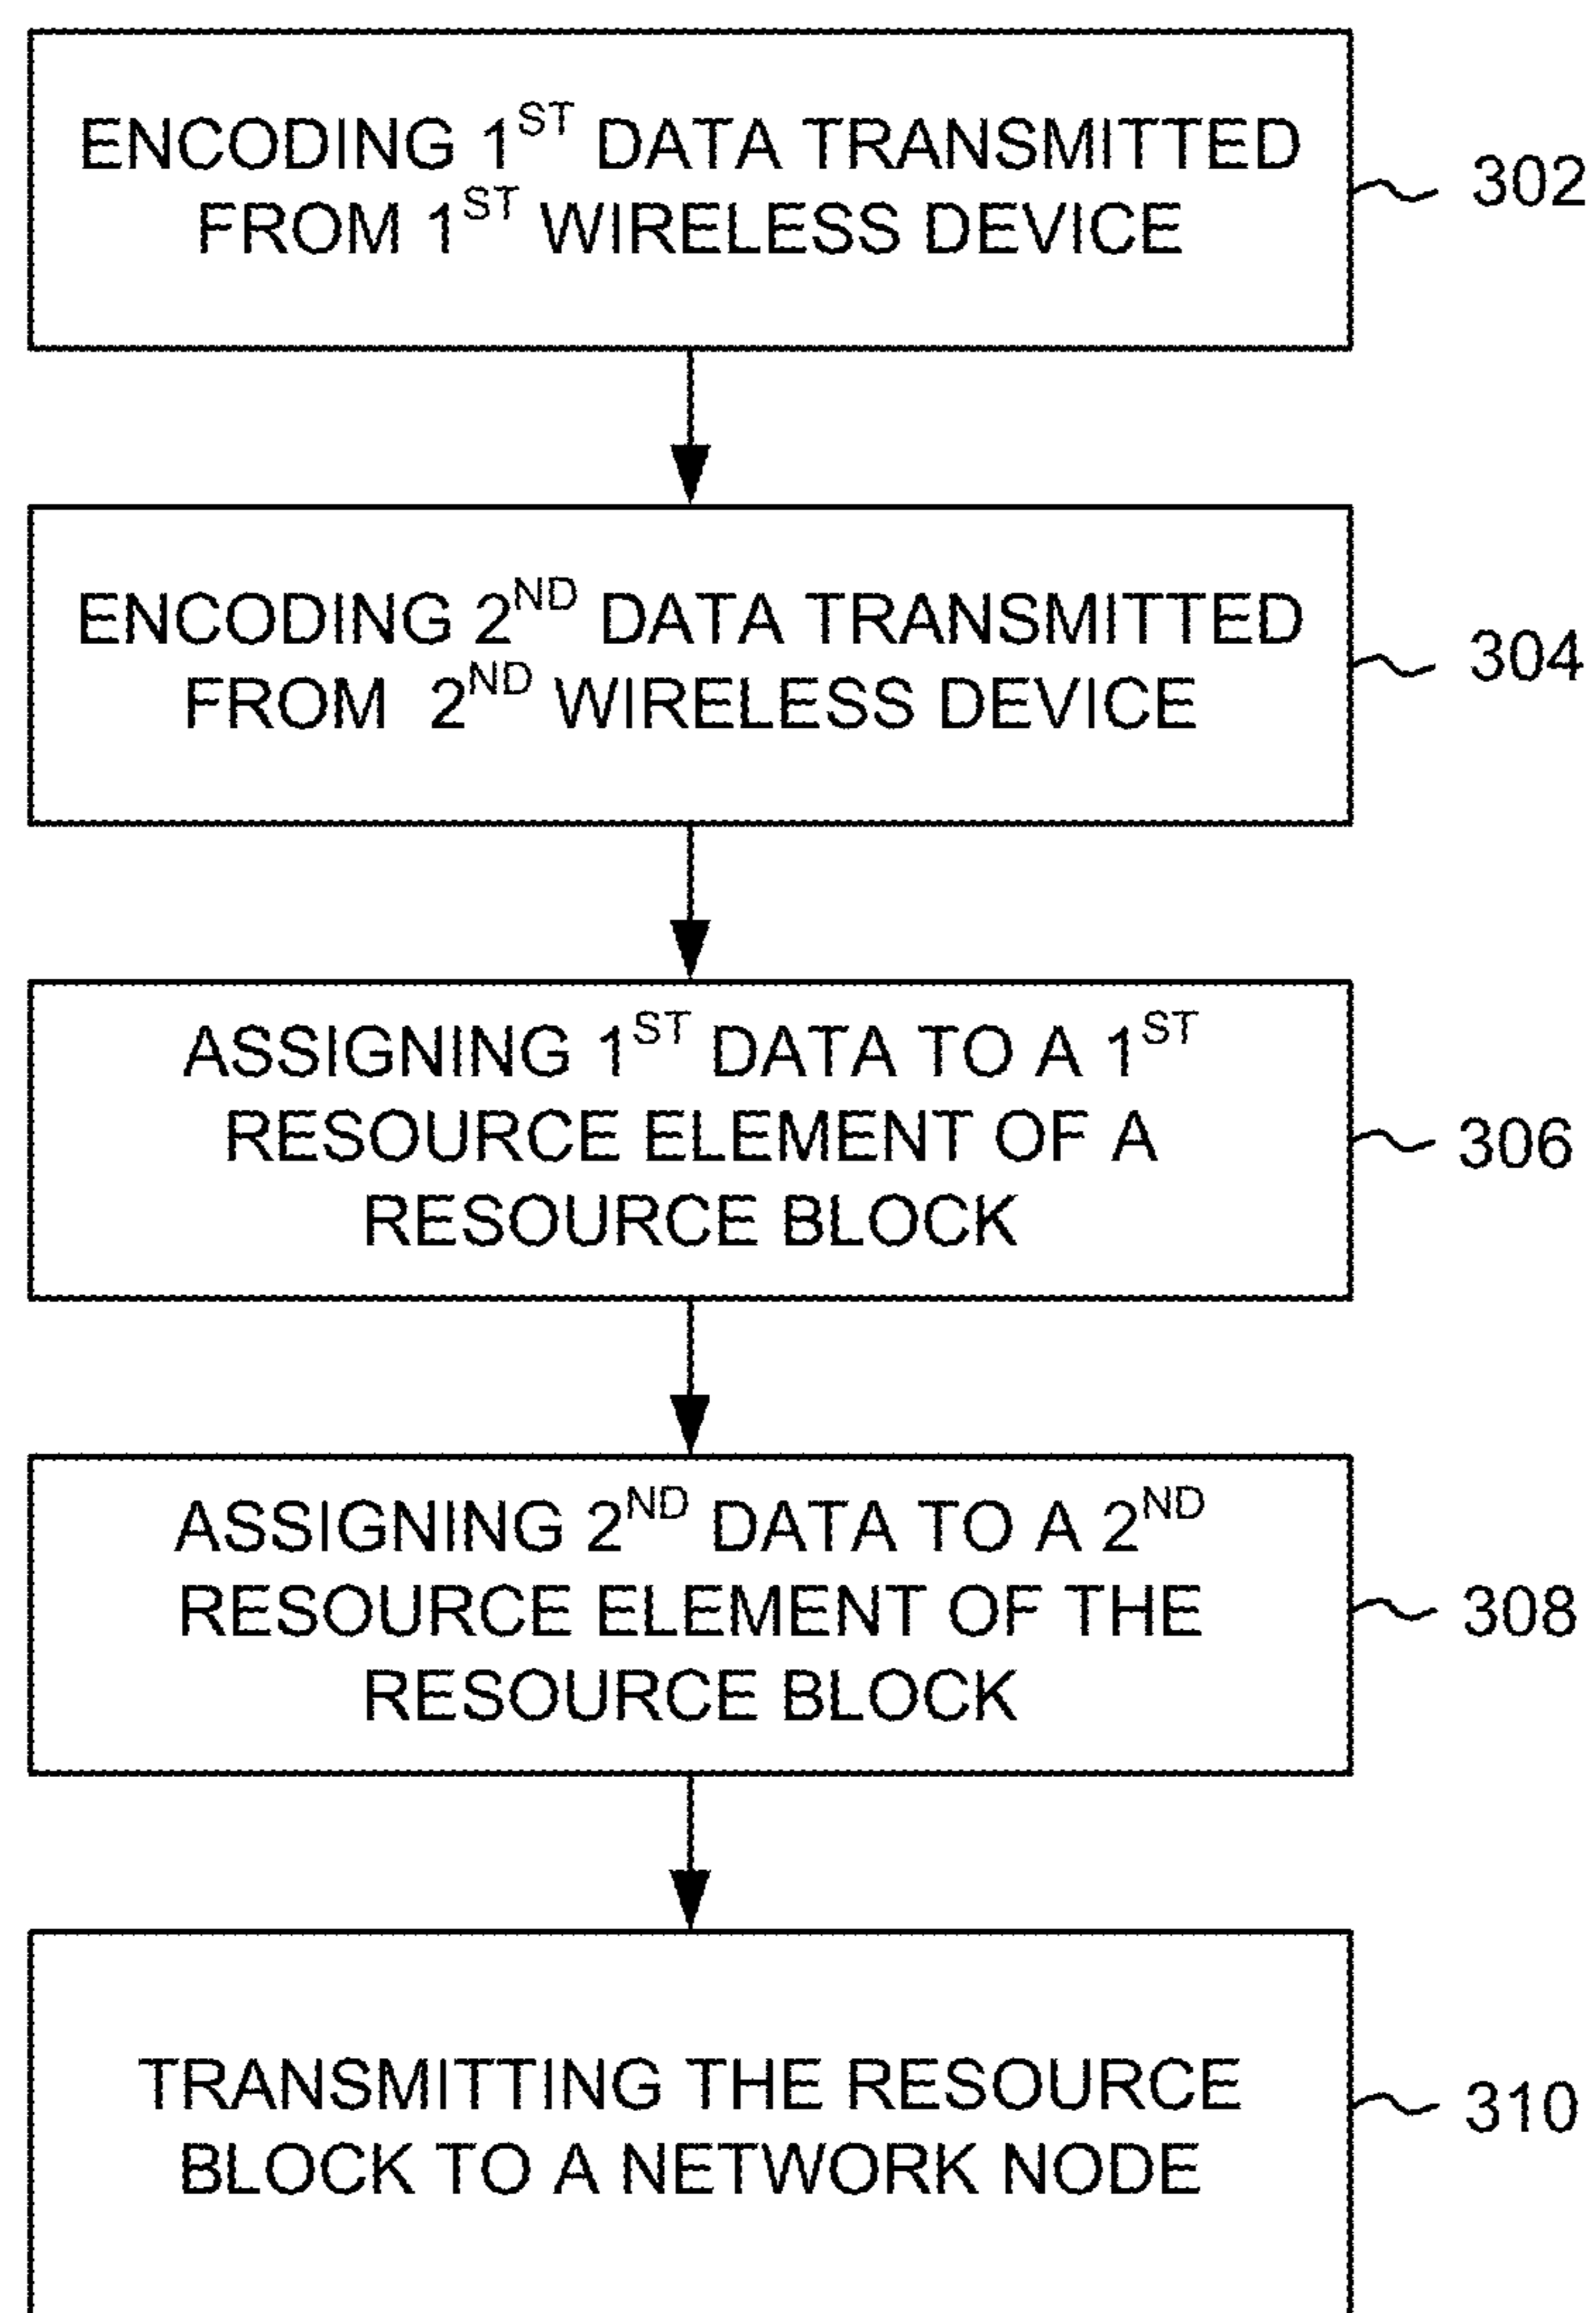 ENCODING 1ST DATA TRANSMITTED
FROM 1ST WIRELESS DEVICE
302
ENCODING 2ND DATA TRANSMITTED
FROM 2ND WIRELESS DEVICE
304
ASSIGNING 1ST DATA TO A 1ST
RESOURCE ELEMENT OF A
RESOURCE BLOCK
306
ASSIGNING 2ND DATA TO A 2ND
RESOURCE ELEMENT OF THE
RESOURCE BLOCK
308
TRANSMITTING THE RESOURCE
BLOCK TO A NETWORK NODE
310